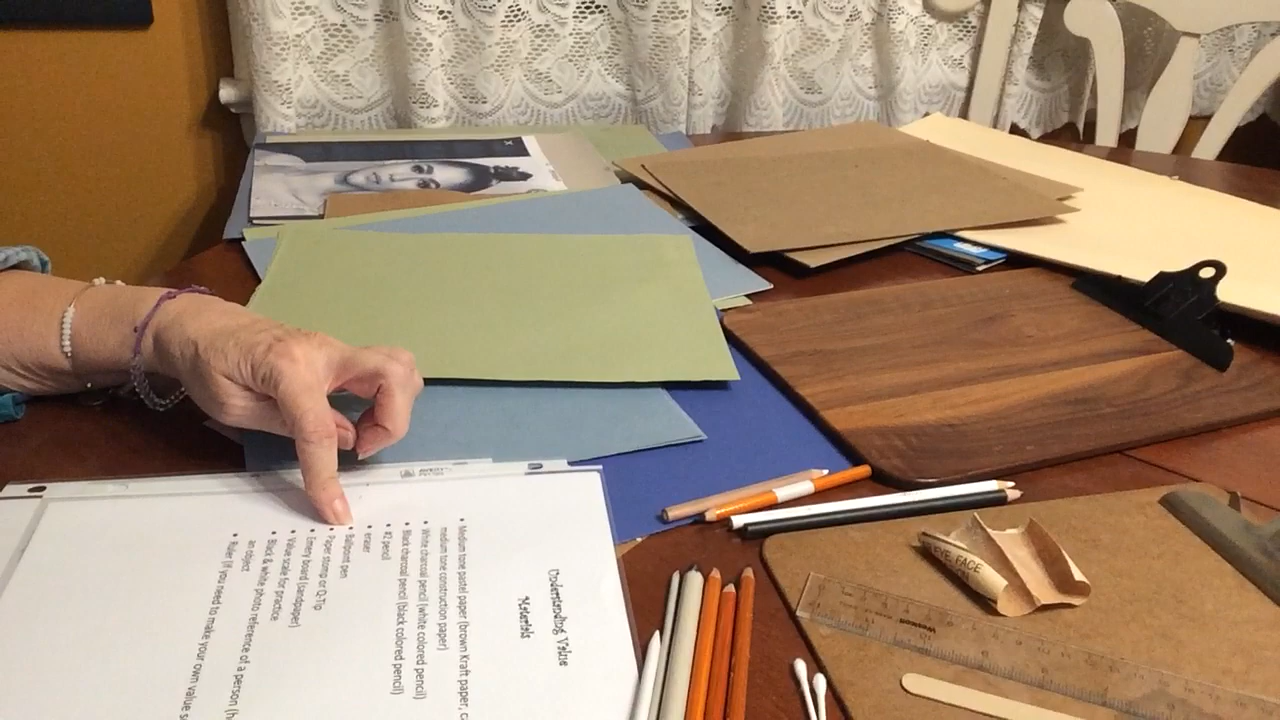 Understanding Value
Materials
• Medium tone pastel paper (brown Kraft paper,
medium tone construction paper)
• White charcoal pencil (white colored pencil)
• Black charcoal pencil (black colored pencil)
• #2 pencil
• eraser
• Ballpoint pen
• Paper stomp or Q-Tip
• Emery board (sandpaper)
• Value scale for practice
• Black & white photo reference of a person
an object
• Ruler (if you need to make your own value
EYE, FACE